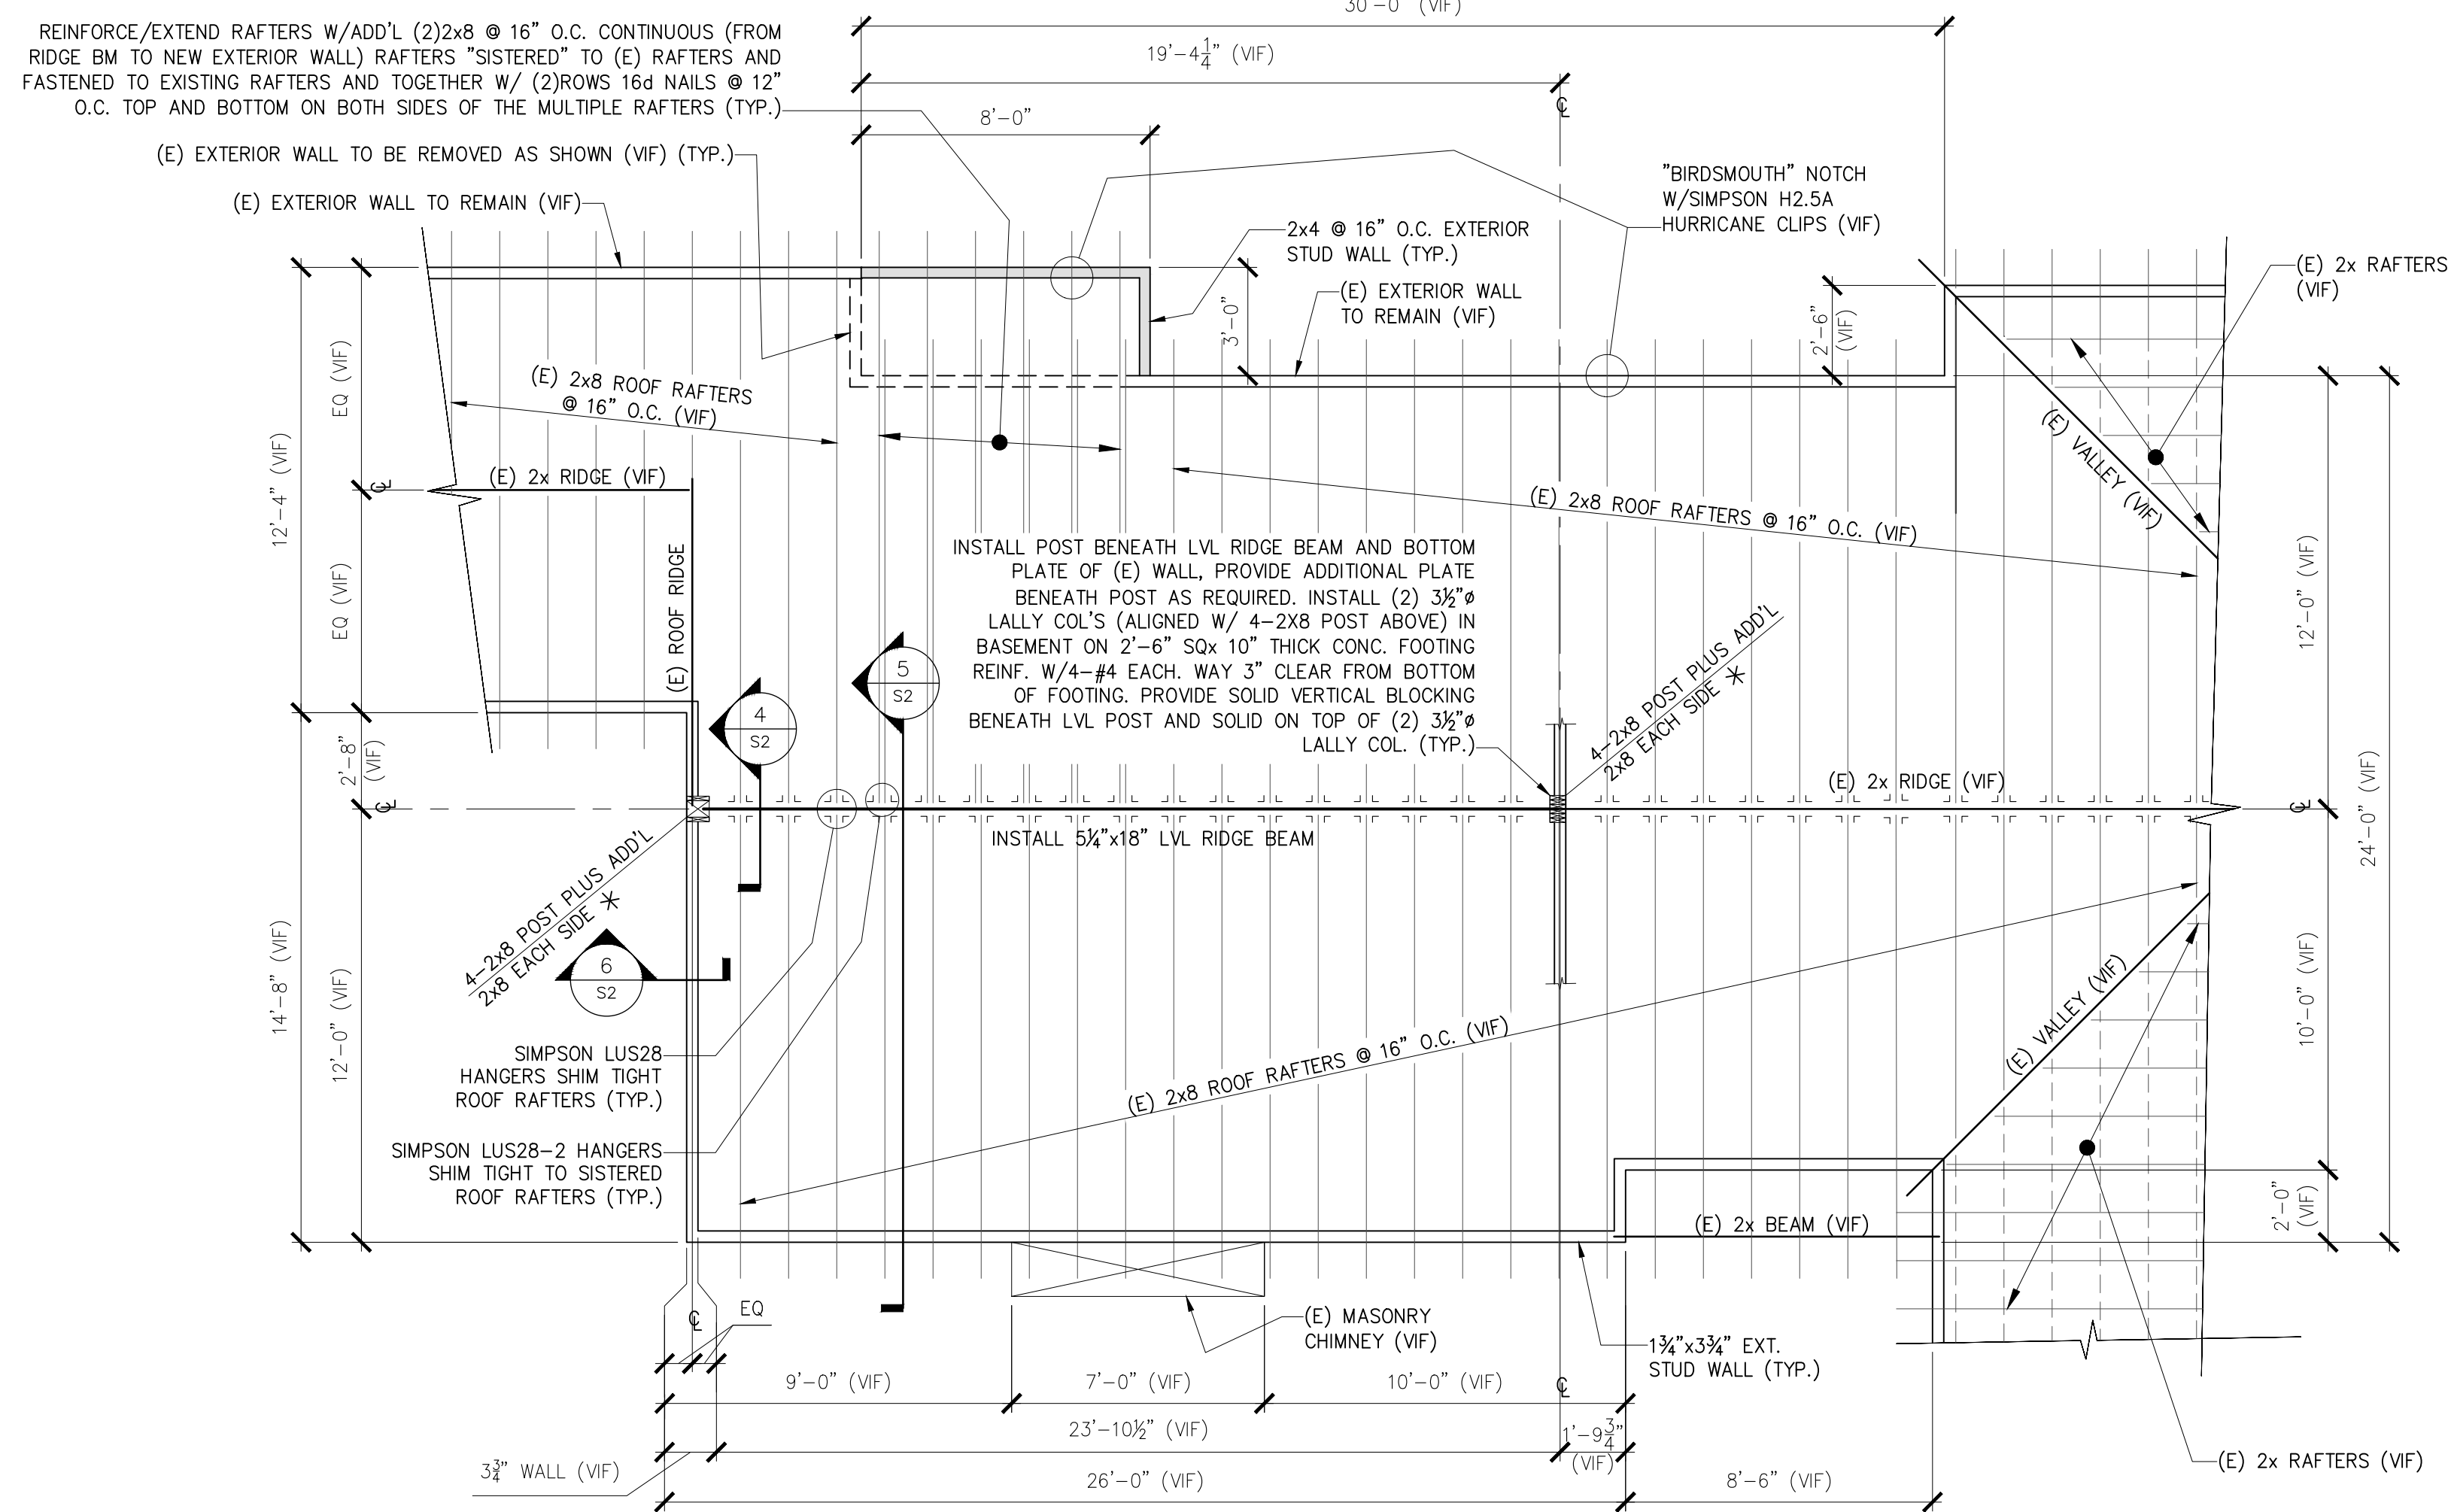 30'-0" (VIF)
REINFORCE/EXTEND RAFTERS W/ADD'L (2)2x8 @ 16" O.C. CONTINUOUS (FROM
RIDGE BM TO NEW EXTERIOR WALL) RAFTERS "SISTERED" TO (E) RAFTERS AND
FASTENED TO EXISTING RAFTERS AND TOGETHER W/ (2)ROWS 16d NAILS @ 12"
O.C. TOP AND BOTTOM ON BOTH SIDES OF THE MULTIPLE RAFTERS (TYP.)
19'-4 1/4" (VIF)
℄
8'-0"
(E) EXTERIOR WALL TO BE REMOVED AS SHOWN (VIF) (TYP.)
(E) EXTERIOR WALL TO REMAIN (VIF)
"BIRDSMOUTH" NOTCH
W/SIMPSON H2.5A
HURRICANE CLIPS (VIF)
2x4 @ 16" O.C. EXTERIOR
STUD WALL (TYP.)
(E) EXTERIOR WALL
TO REMAIN (VIF)
3'-0"
2'-6"
(VIF)
(E) 2x RAFTERS
(VIF)
EQ (VIF)
(E) 2x8 ROOF RAFTERS
@ 16" O.C. (VIF)
12'-4" (VIF)
(E) 2x RIDGE (VIF)
℄
(E) VALLEY (VIF)
(E) 2x8 ROOF RAFTERS @ 16" O.C. (VIF)
EQ (VIF)
(E) ROOF RIDGE
INSTALL POST BENEATH LVL RIDGE BEAM AND BOTTOM
PLATE OF (E) WALL, PROVIDE ADDITIONAL PLATE
BENEATH POST AS REQUIRED. INSTALL (2) 3½"ø
LALLY COL'S (ALIGNED W/ 4-2X8 POST ABOVE) IN
BASEMENT ON 2'-6" SQx 10" THICK CONC. FOOTING
REINF. W/4-#4 EACH. WAY 3" CLEAR FROM BOTTOM
OF FOOTING. PROVIDE SOLID VERTICAL BLOCKING
BENEATH LVL POST AND SOLID ON TOP OF (2) 3½"ø
LALLY COL. (TYP.)
12'-0" (VIF)
5
S2
4
S2
4-2x8 POST PLUS ADD'L
2x8 EACH SIDE *
2'-8"
(VIF)
℄
(E) 2x RIDGE (VIF)
℄
24'-0" (VIF)
INSTALL 5¼"x18" LVL RIDGE BEAM
4-2x8 POST PLUS ADD'L
2x8 EACH SIDE *
6
S2
14'-8" (VIF)
12'-0" (VIF)
10'-0" (VIF)
(E) VALLEY (VIF)
SIMPSON LUS28
HANGERS SHIM TIGHT
ROOF RAFTERS (TYP.)
(E) 2x8 ROOF RAFTERS @ 16" O.C. (VIF)
SIMPSON LUS28-2 HANGERS
SHIM TIGHT TO SISTERED
ROOF RAFTERS (TYP.)
2'-0"
(VIF)
(E) 2x BEAM (VIF)
EQ
℄
(E) MASONRY
CHIMNEY (VIF)
1¾"x3¾" EXT.
STUD WALL (TYP.)
9'-0" (VIF)
7'-0" (VIF)
10'-0" (VIF)
℄
23'-10½" (VIF)
1'-9 3/4"
(VIF)
3 3/4" WALL (VIF)
26'-0" (VIF)
8'-6" (VIF)
(E) 2x RAFTERS (VIF)